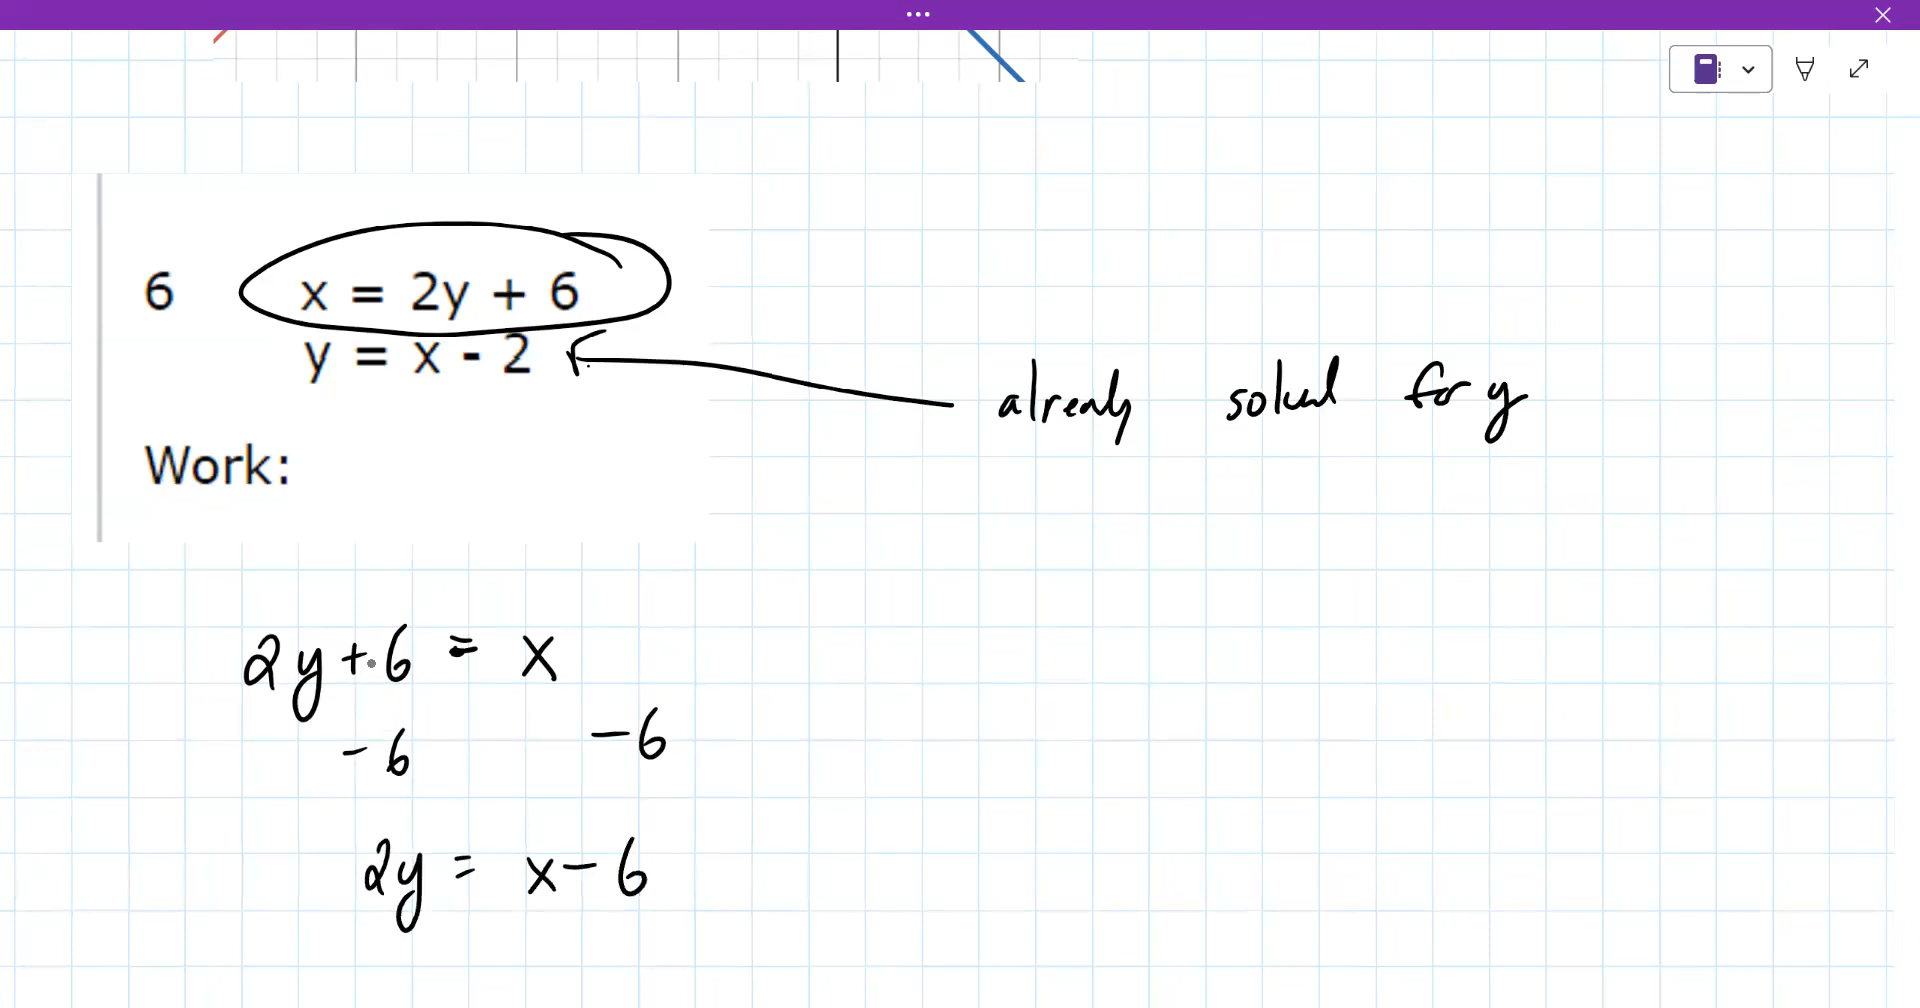 6 x = 2y + 6
y = x - 2
already solved for y
Work:
2y + 6 = x
- 6 - 6
2y = x - 6